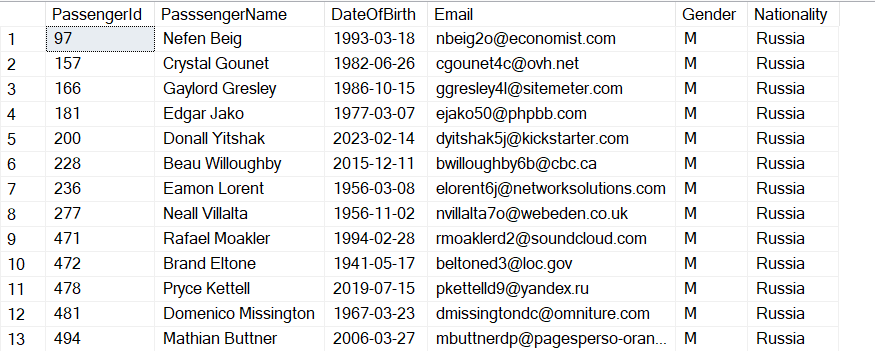 PassengerId PasssengerName DateOfBirth Email Gender Nationality
1 97 Nefen Beig 1993-03-18 nbeig2o@economist.com M Russia
2 157 Crystal Gounet 1982-06-26 cgounet4c@ovh.net M Russia
3 166 Gaylord Gresley 1986-10-15 ggresley4l@sitemeter.com M Russia
4 181 Edgar Jako 1977-03-07 ejako50@phpbb.com M Russia
5 200 Donall Yitshak 2023-02-14 dyitshak5j@kickstarter.com M Russia
6 228 Beau Willoughby 2015-12-11 bwilloughby6b@cbc.ca M Russia
7 236 Eamon Lorent 1956-03-08 elorent6j@networksolutions.com M Russia
8 277 Neall Villalta 1956-11-02 nvillalta7o@webeden.co.uk M Russia
9 471 Rafael Moakler 1994-02-28 rmoaklerd2@soundcloud.com M Russia
10 472 Brand Eltone 1941-05-17 beltoned3@loc.gov M Russia
11 478 Pryce Kettell 2019-07-15 pkettelld9@yandex.ru M Russia
12 481 Domenico Missington 1967-03-23 dmissingtondc@omniture.com M Russia
13 494 Mathian Buttner 2006-03-27 mbuttnerdp@pagesperso-oran... M Russia